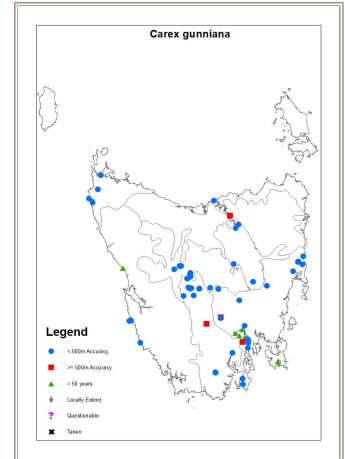 Carex gunniana
Legend
< 500m Accuracy
>= 500m Accuracy
> 50 years
Locally Extinct
Questionable
Taken